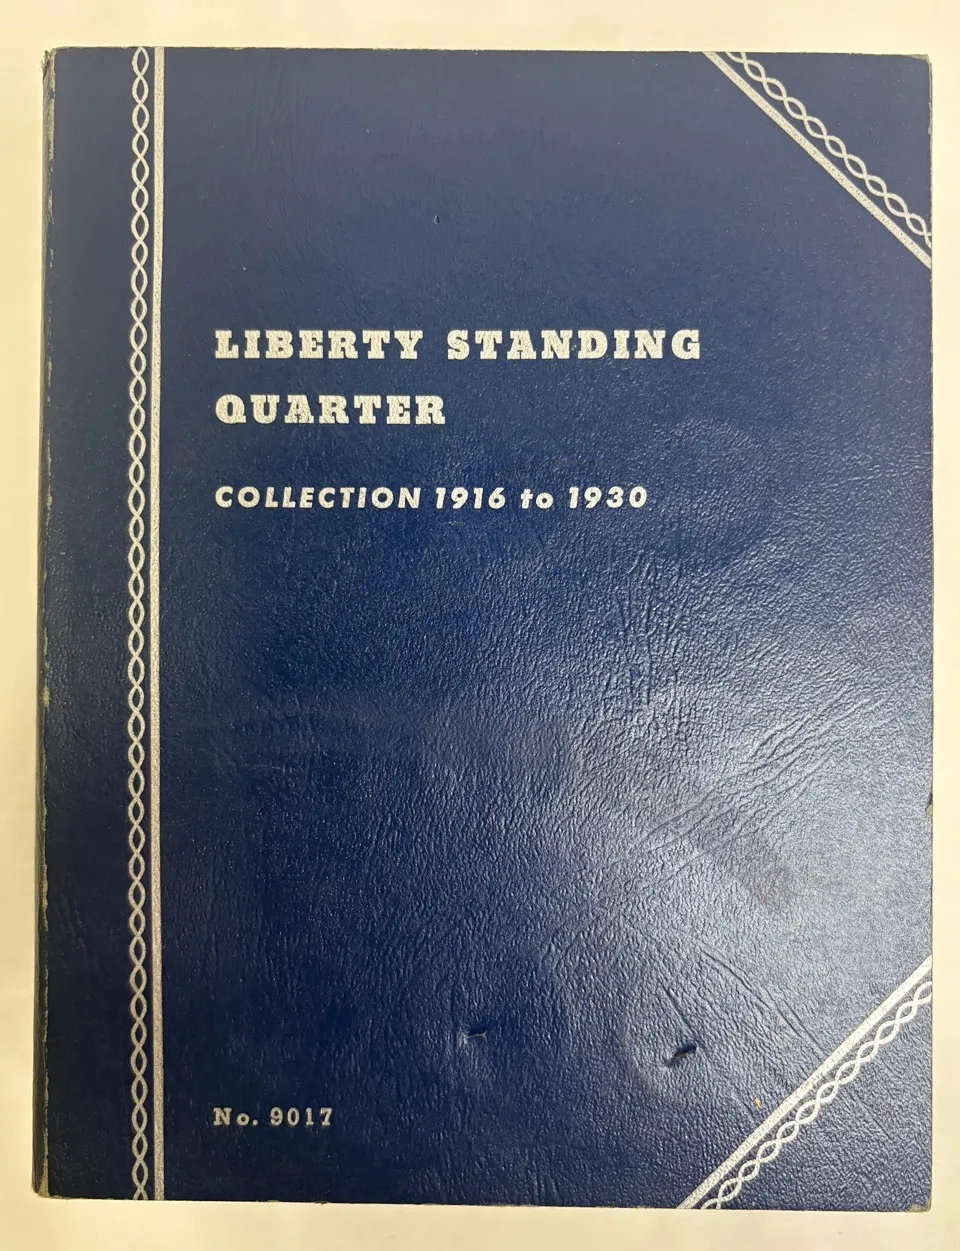 LIBERTY STANDING
QUARTER
COLLECTION 1916 to 1930
No. 9017